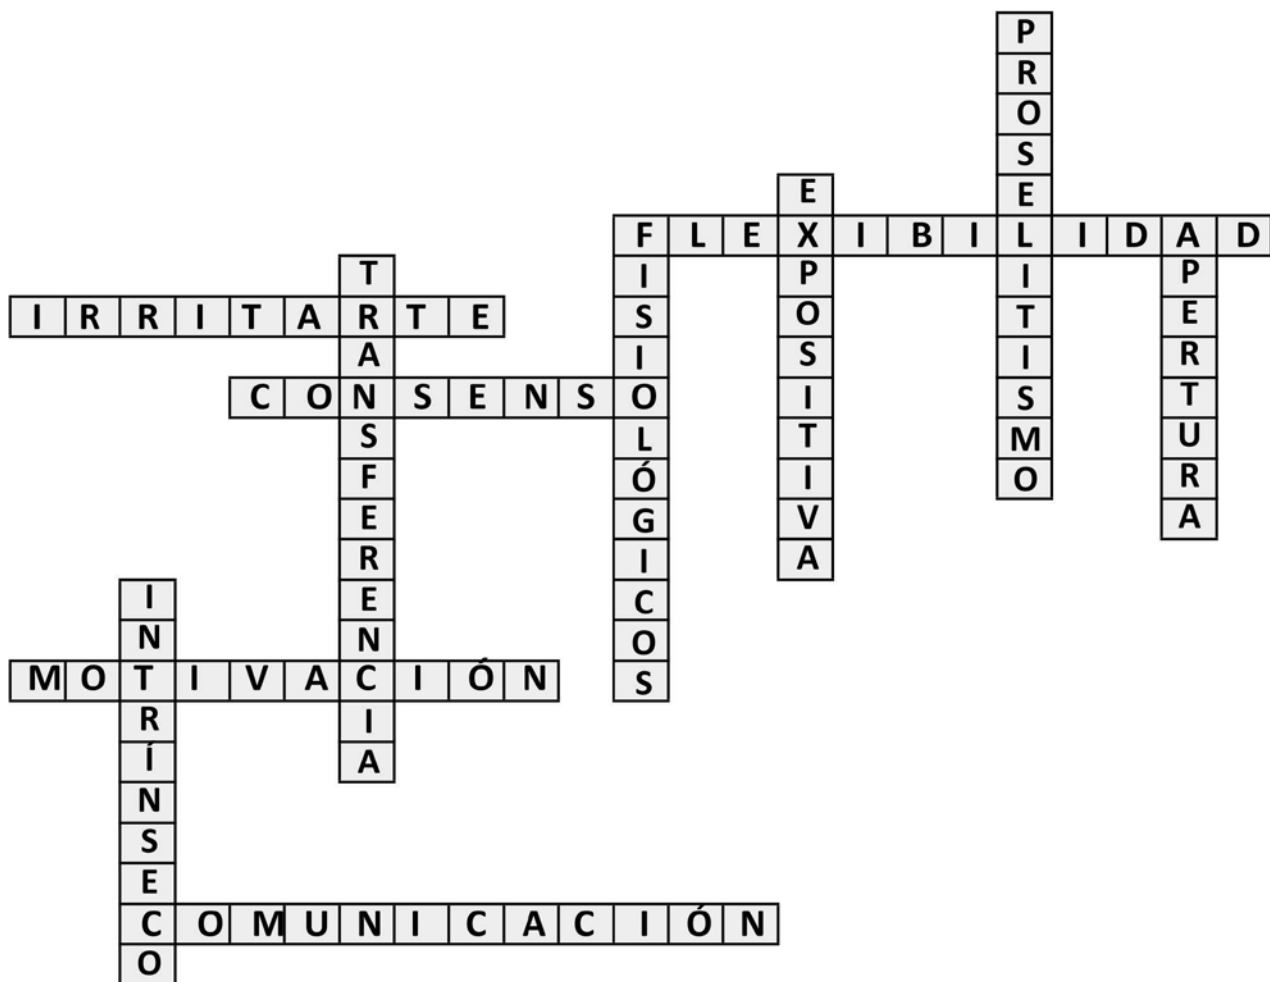 PROSELITISMO
EXPOSITIVA
FLEXIBILIDAD
FISIOLÓGICOS
APERTURA
TRANSFERENCIA
IRRITARTE
CONSENSO
INTRÍNSECO
MOTIVACIÓN
COMUNICACIÓN